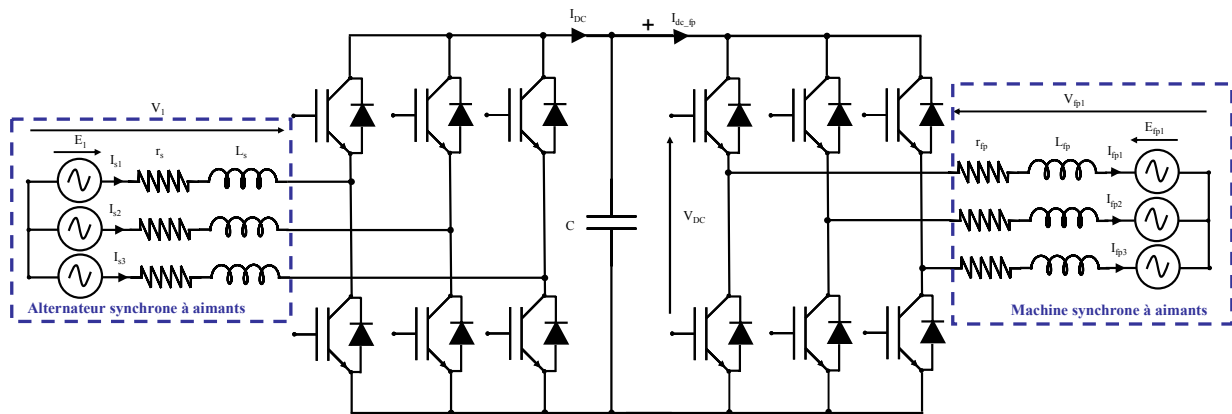 I_DC
+
I_dc_fp
V_1
V_fp1
E_1
I_s1
r_s
L_s
r_fp
L_fp
I_fp1
E_fp1
I_s2
I_fp2
C
V_DC
I_s3
I_fp3
Alternateur synchrone à aimants
Machine synchrone à aimants